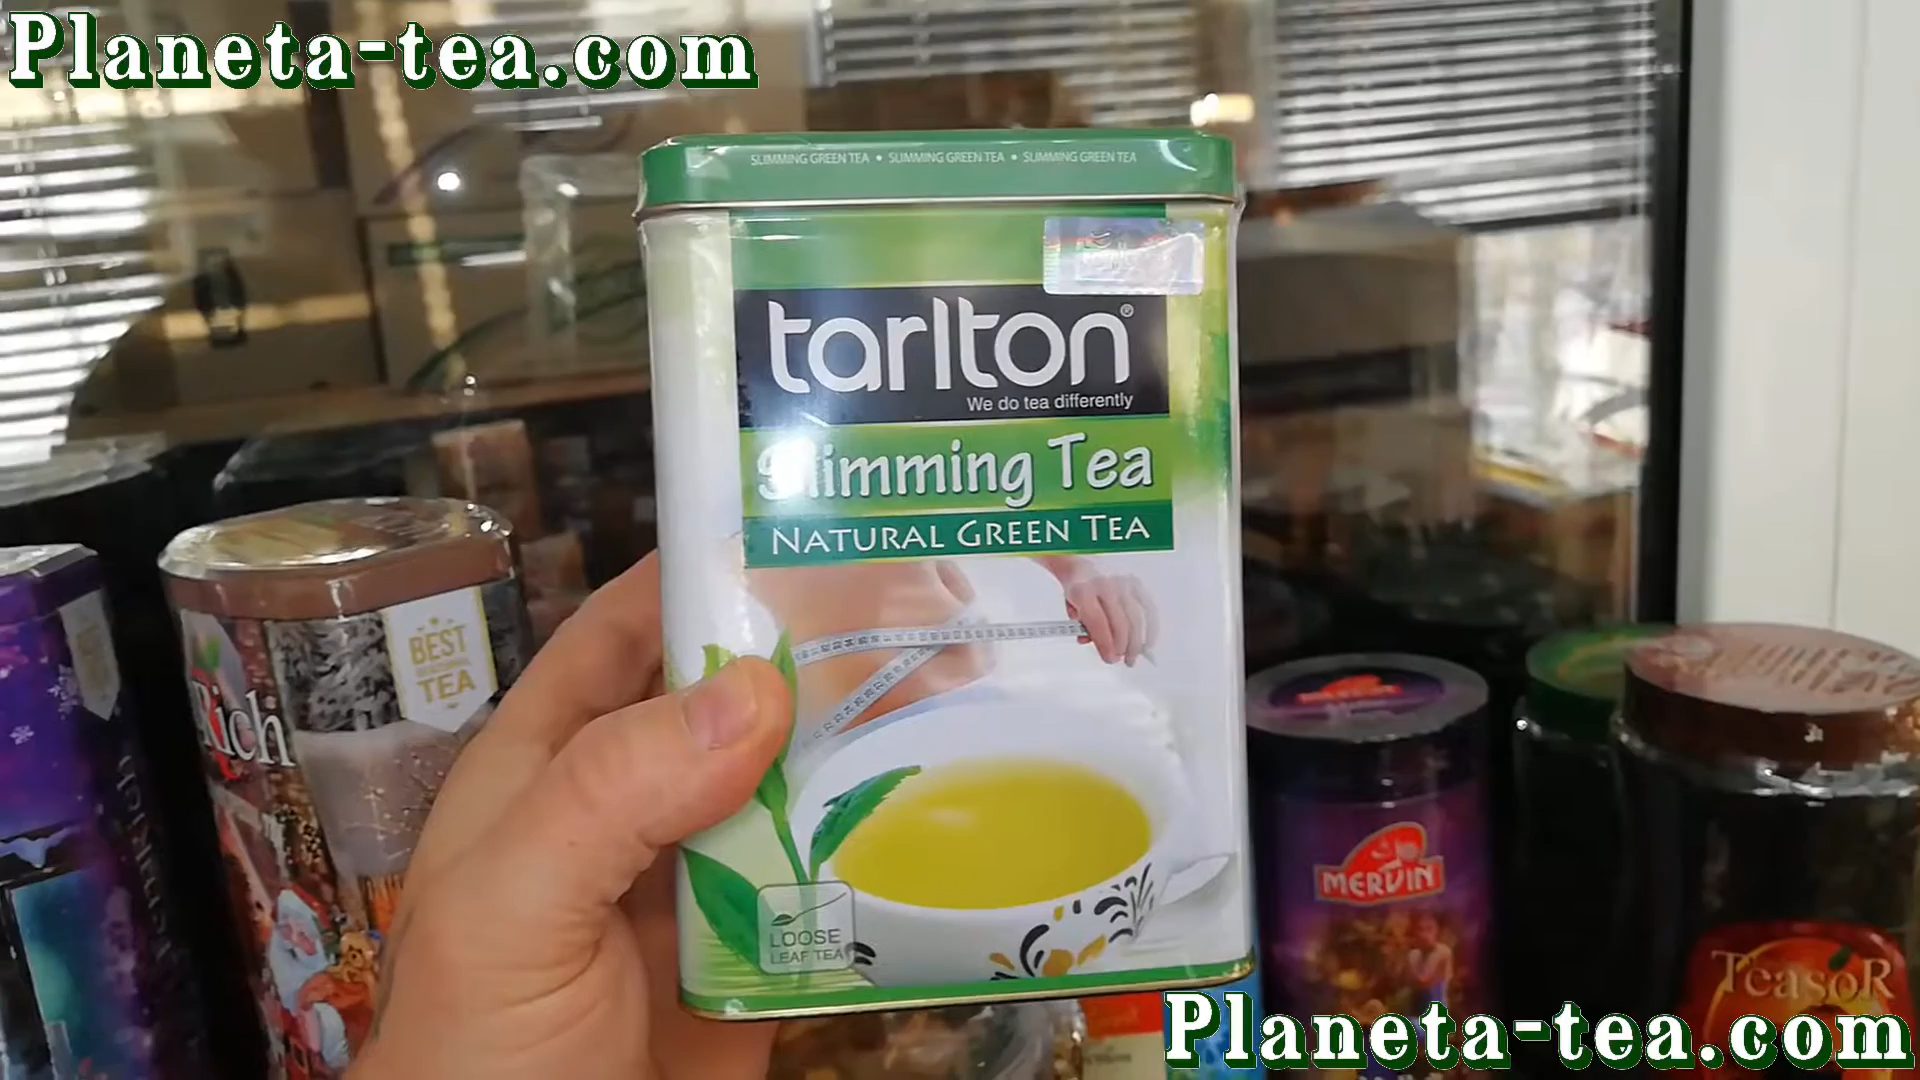 Planeta-tea.com
SLIMMING GREEN TEA • SLIMMING GREEN TEA • SLIMMING GREEN TEA
tarlton®
We do tea differently
Slimming Tea
NATURAL GREEN TEA
BEST
TEA
Rich
MERVIN
LOOSE
LEAF TEA
TeasoR
Planeta-tea.com